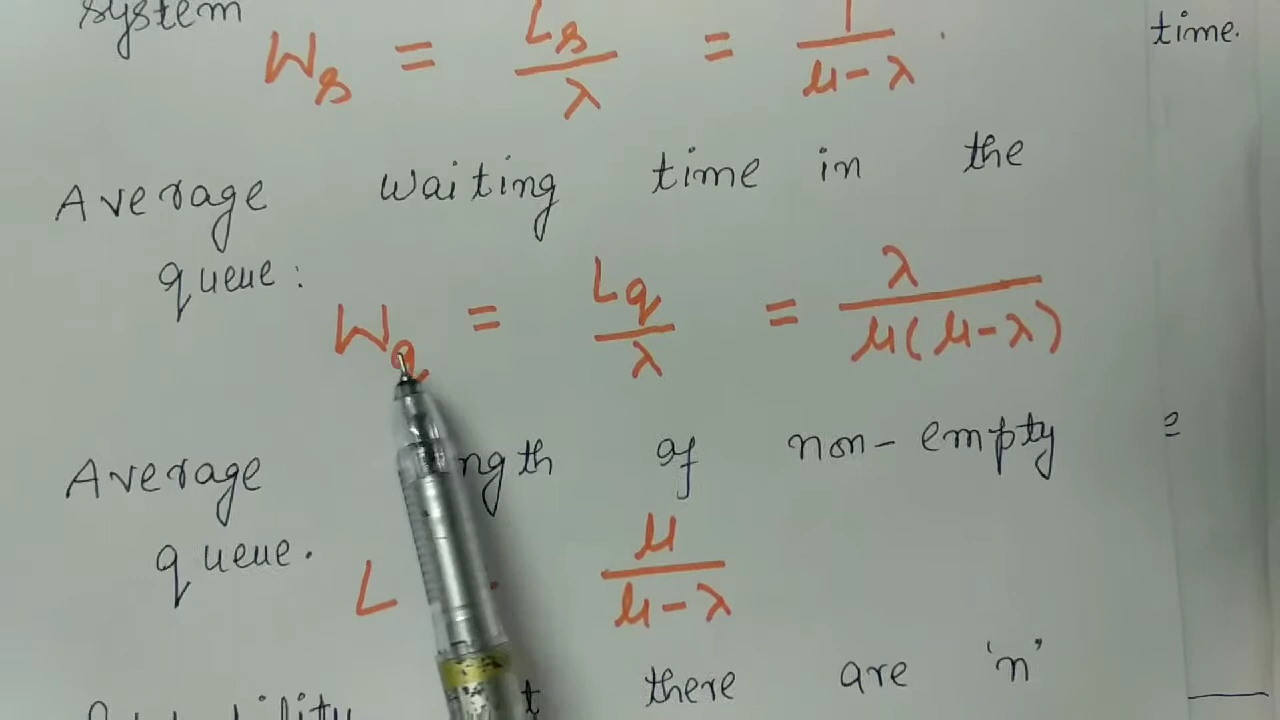 system
time.
Ws = Ls/λ = 1/(μ-λ).
Average waiting time in the
queue:
Wq = Lq/λ = λ/(μ(μ-λ))
Average of non-empty
queue.
L μ/(μ-λ)
there are 'n'